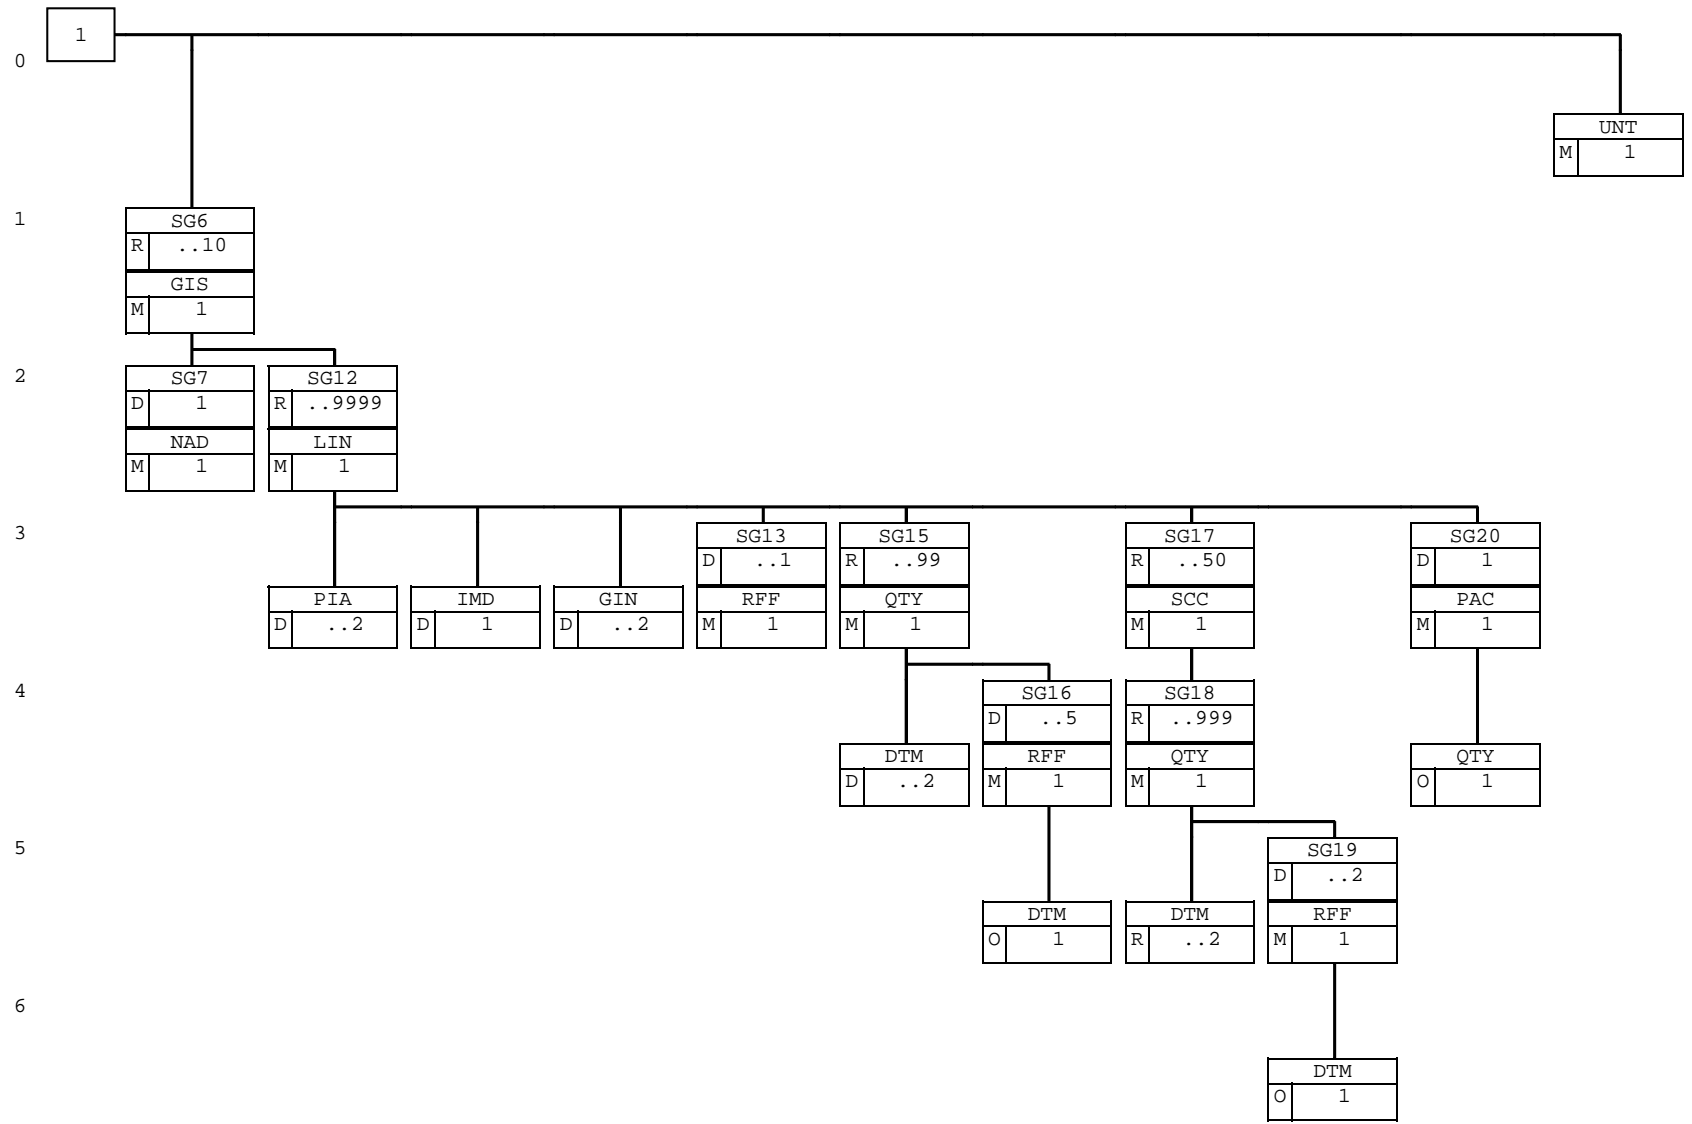 1
0
UNT
M 1
1 SG6
R ..10
GIS
M 1
2 SG7 SG12
D 1 R ..9999
NAD LIN
M 1 M 1
3 SG13 SG15 SG17 SG20
D ..1 R ..99 R ..50 D 1
PIA IMD GIN RFF QTY SCC PAC
D ..2 D 1 D ..2 M 1 M 1 M 1 M 1
4 SG16 SG18
D ..5 R ..999
DTM RFF QTY QTY
D ..2 M 1 M 1 O 1
5 SG19
D ..2
DTM DTM RFF
O 1 R ..2 M 1
6
DTM
O 1